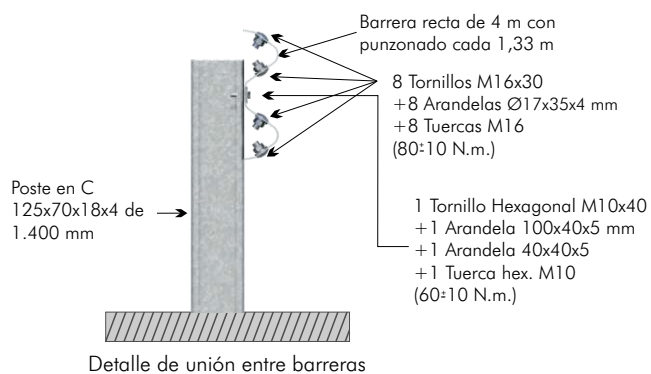 Barrera recta de 4 m con
punzonado cada 1,33 m
8 Tornillos M16x30
+8 Arandelas Ø17x35x4 mm
+8 Tuercas M16
(80±10 N.m.)
Poste en C
125x70x18x4 de
1.400 mm
1 Tornillo Hexagonal M10x40
+1 Arandela 100x40x5 mm
+1 Arandela 40x40x5
+1 Tuerca hex. M10
(60±10 N.m.)
Detalle de unión entre barreras